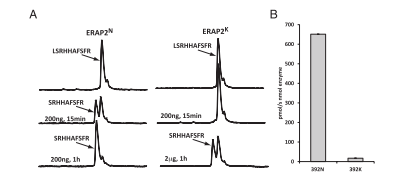 A
B
ERAP2N
ERAP2K
LSRHHAFSFR
LSRHHAFSFR
SRHHAFSFR
200ng, 15min
200ng, 15min
SRHHAFSFR
SRHHAFSFR
200ng, 1h
2μg, 1h
pmol/s nmol enzyme
700
600
500
400
300
200
100
0
392N
392K